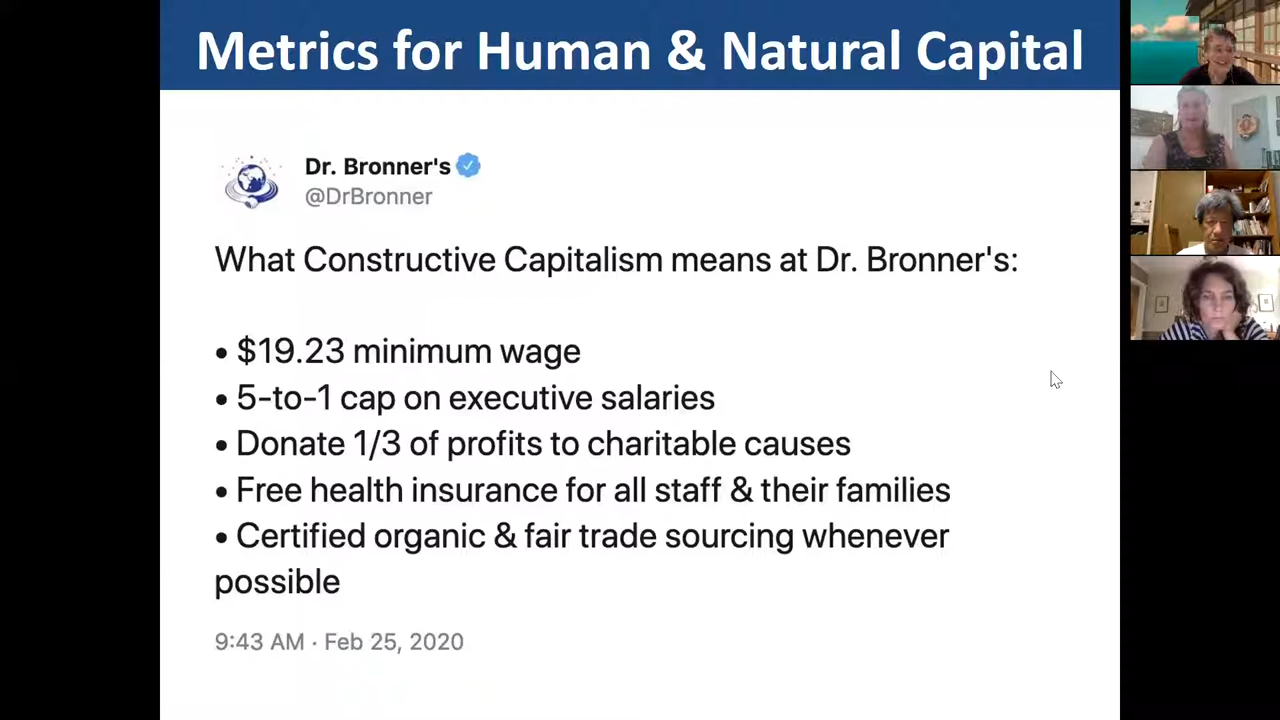 Metrics for Human & Natural Capital
Dr. Bronner's
@DrBronner
What Constructive Capitalism means at Dr. Bronner's:
• $19.23 minimum wage
• 5-to-1 cap on executive salaries
• Donate 1/3 of profits to charitable causes
• Free health insurance for all staff & their families
• Certified organic & fair trade sourcing whenever
possible
9:43 AM · Feb 25, 2020